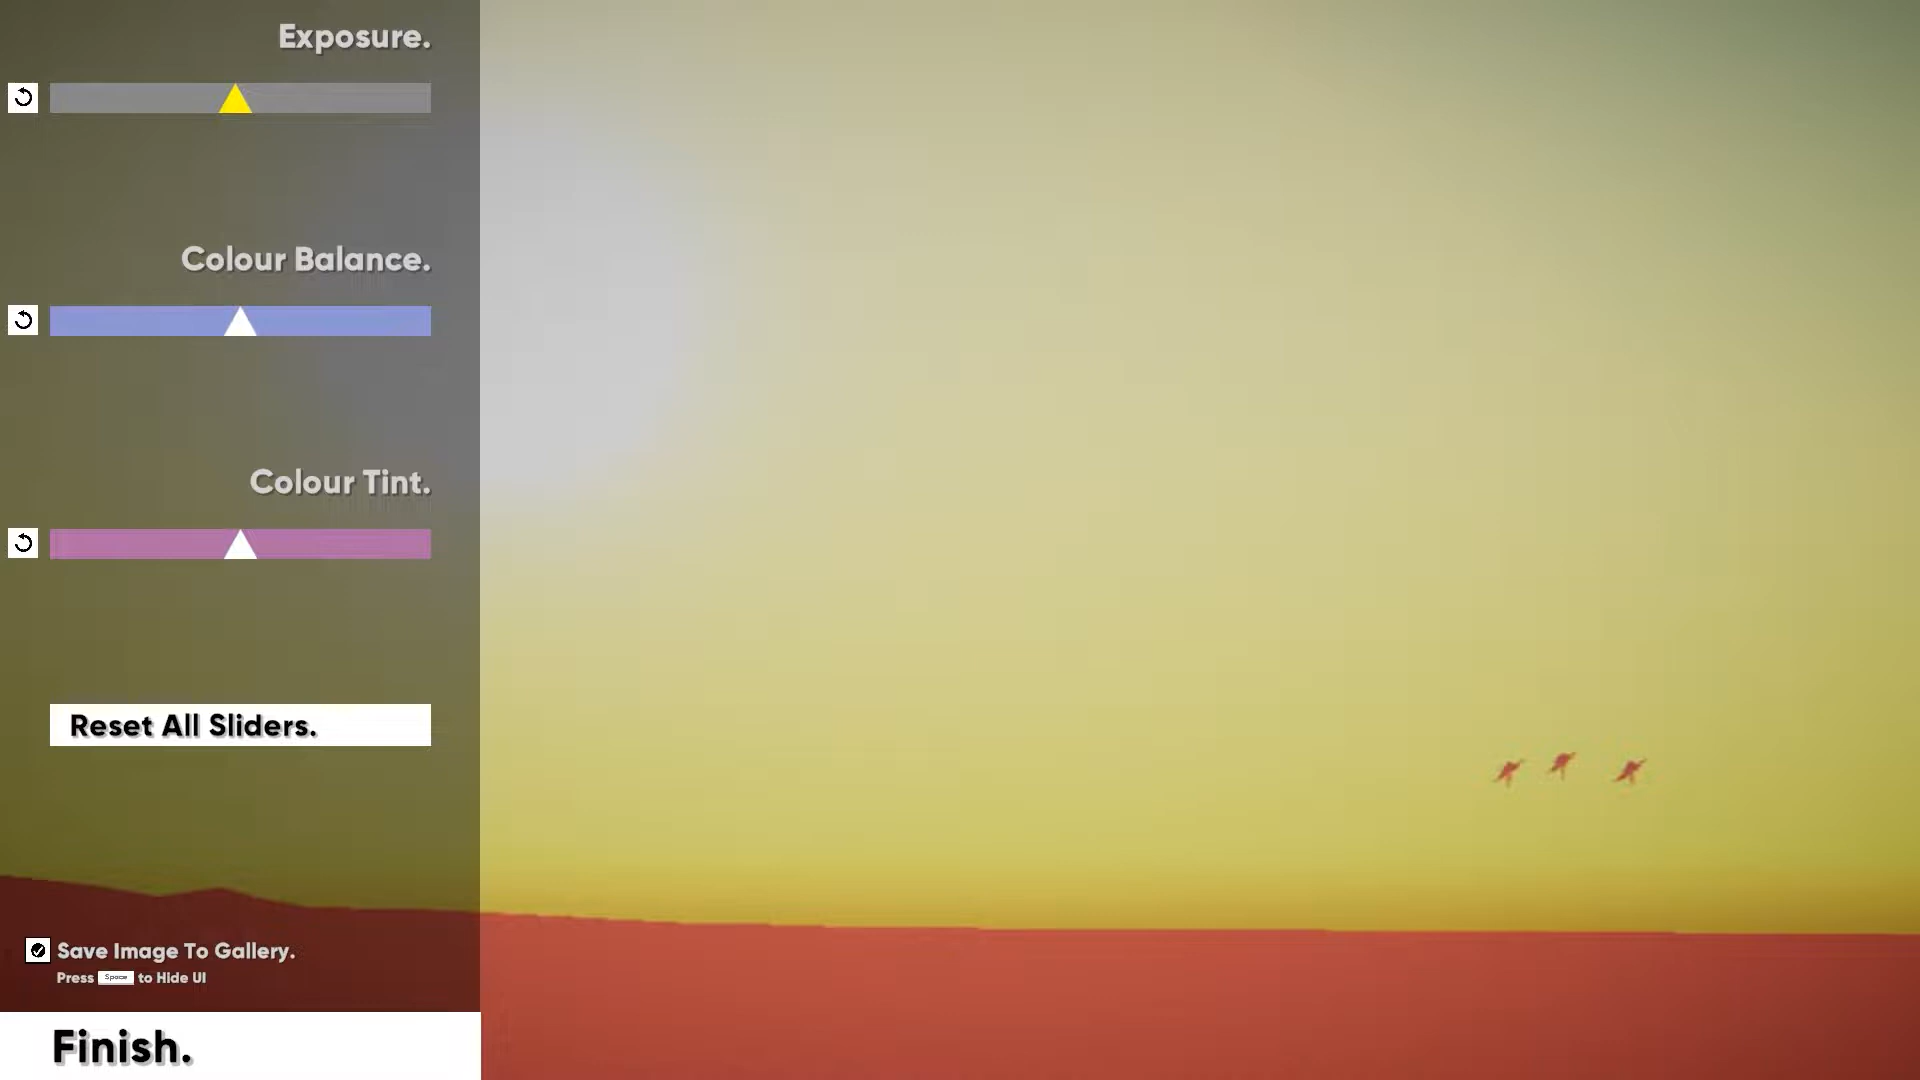 Exposure.
Colour Balance.
Colour Tint.
Reset All Sliders.
Save Image To Gallery.
Press Space to Hide UI
Finish.